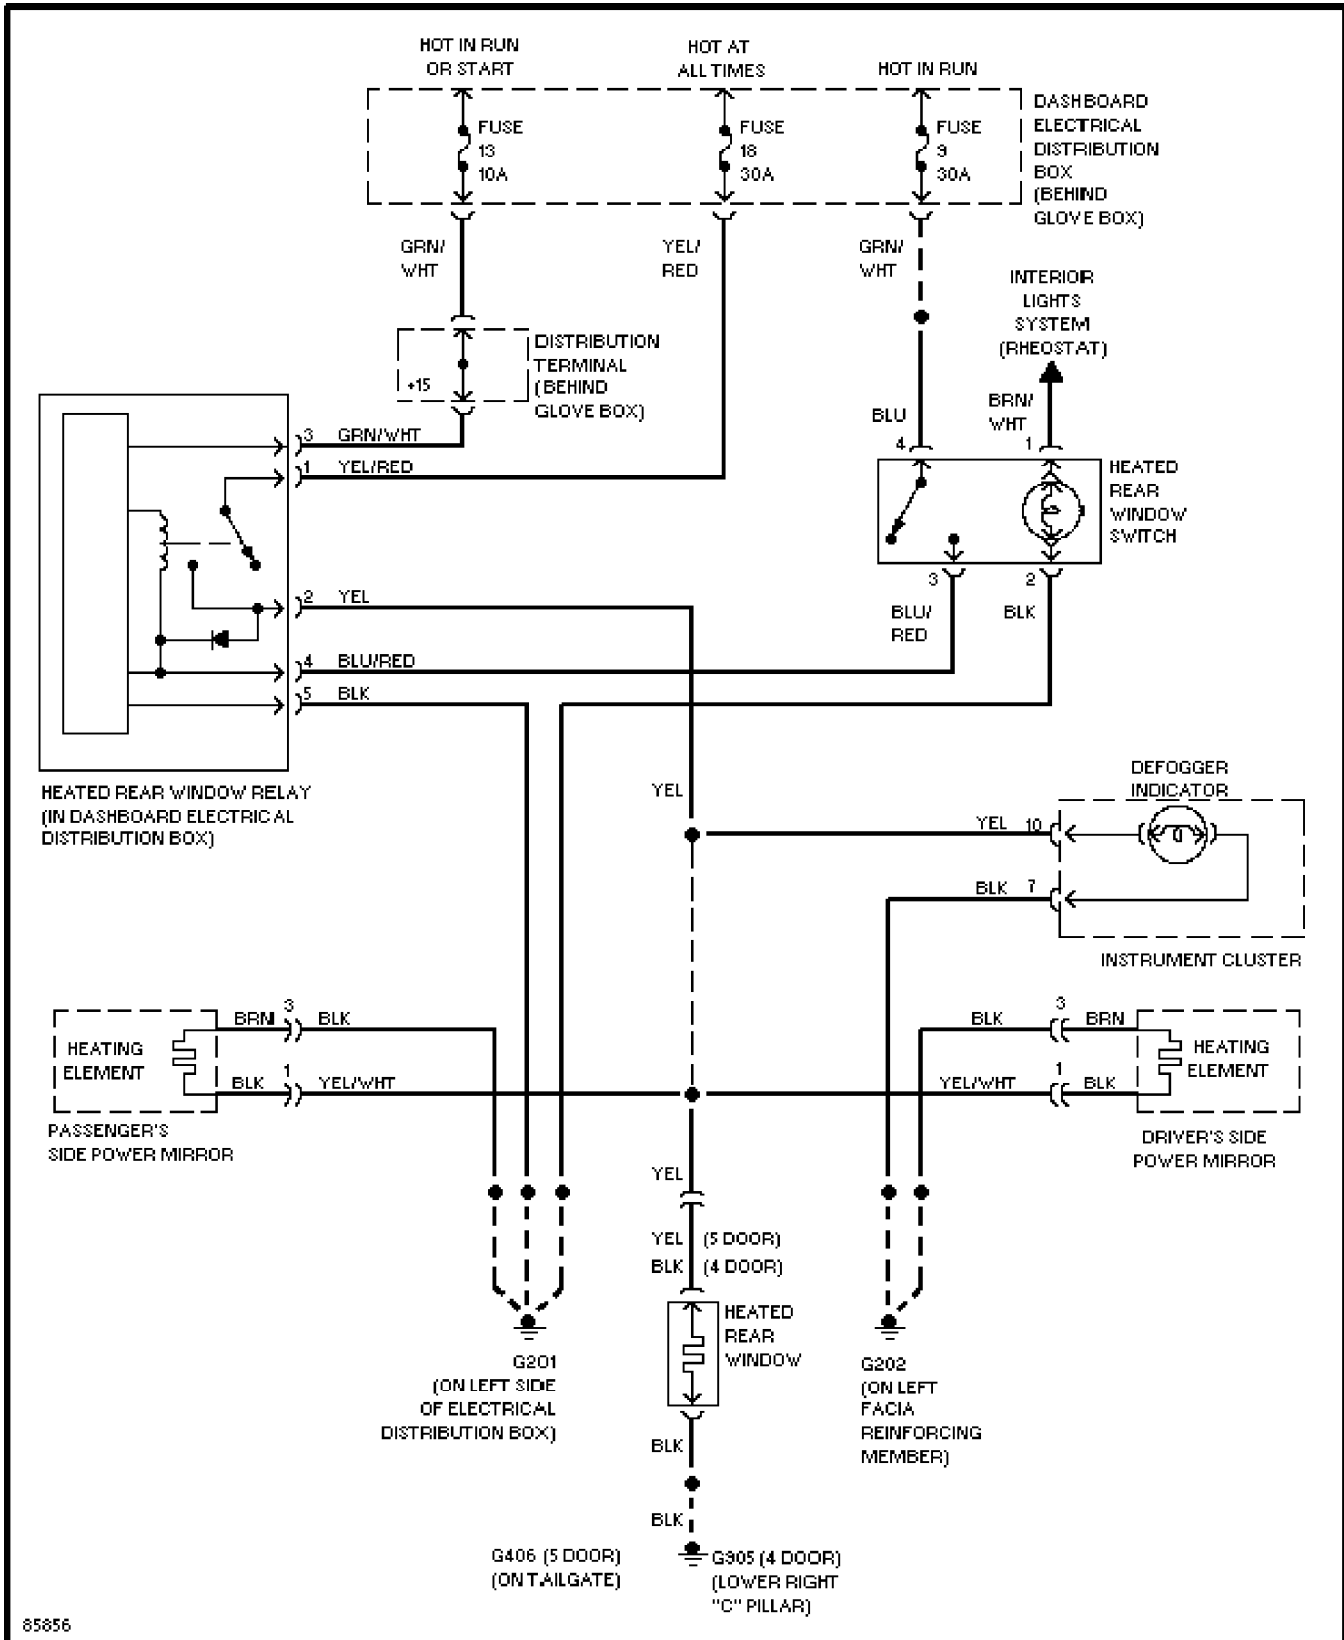 HOT IN RUN
OR START
HOT AT
ALL TIMES
HOT IN RUN
FUSE
13
10A
FUSE
18
30A
FUSE
9
30A
DASHBOARD
ELECTRICAL
DISTRIBUTION
BOX
(BEHIND
GLOVE BOX)
GRN/
WHT
YEL/
RED
GRN/
WHT
INTERIOR
LIGHTS
SYSTEM
(RHEOSTAT)
+15
DISTRIBUTION
TERMINAL
(BEHIND
GLOVE BOX)
BLU
BRN/
WHT
4
1
3 GRN/WHT
1 YEL/RED
HEATED
REAR
WINDOW
SWITCH
3
2
2 YEL
BLU/
RED
BLK
4 BLU/RED
5 BLK
HEATED REAR WINDOW RELAY
(IN DASHBOARD ELECTRICAL
DISTRIBUTION BOX)
YEL
DEFOGGER
INDICATOR
YEL 10
BLK 7
INSTRUMENT CLUSTER
BRN 3 BLK
HEATING
ELEMENT
BLK 1 YEL/WHT
PASSENGER'S
SIDE POWER MIRROR
BLK 3 BRN
HEATING
ELEMENT
YEL/WHT 1 BLK
DRIVER'S SIDE
POWER MIRROR
YEL
YEL (5 DOOR)
BLK (4 DOOR)
HEATED
REAR
WINDOW
G201
(ON LEFT SIDE
OF ELECTRICAL
DISTRIBUTION BOX)
G202
(ON LEFT
FACIA
REINFORCING
MEMBER)
BLK
BLK
G406 (5 DOOR)
(ON TAILGATE)
G305 (4 DOOR)
(LOWER RIGHT
"C" PILLAR)
85856